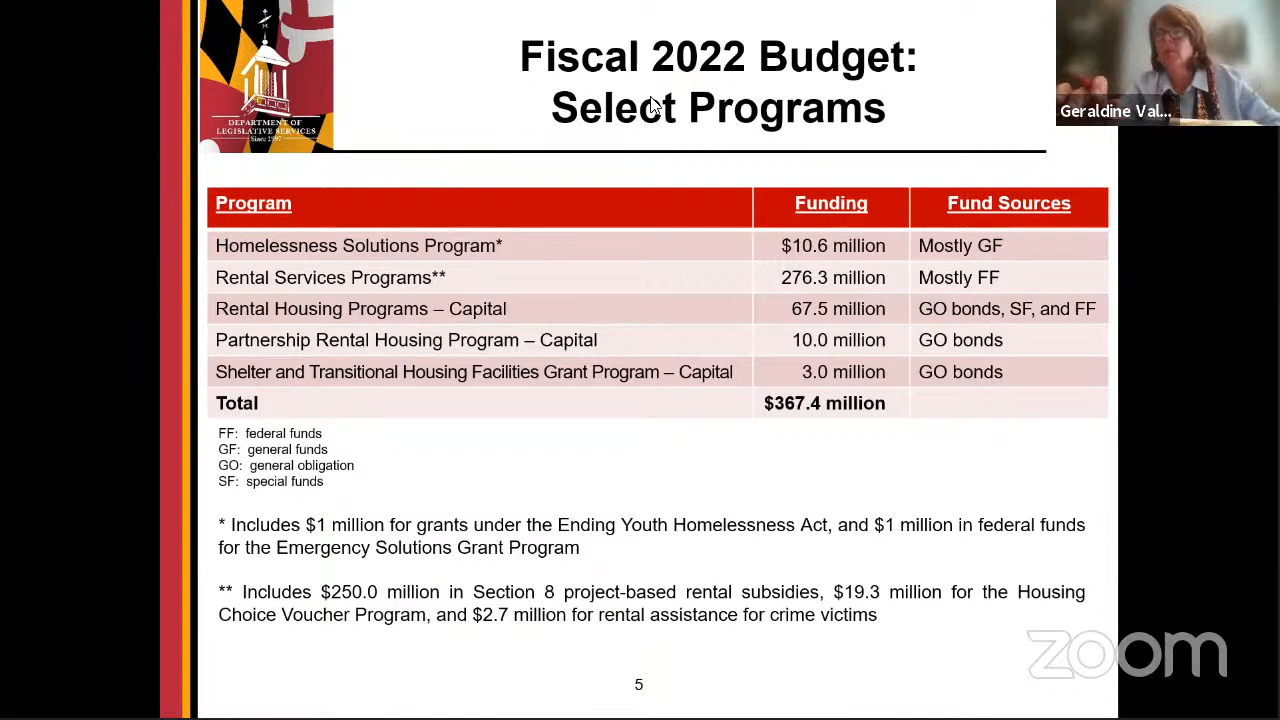 Fiscal 2022 Budget:
Select Programs
DEPARTMENT OF
LEGISLATIVE SERVICES
Since 1997
Geraldine Val...
Program Funding Fund Sources
Homelessness Solutions Program* $10.6 million Mostly GF
Rental Services Programs** 276.3 million Mostly FF
Rental Housing Programs – Capital 67.5 million GO bonds, SF, and FF
Partnership Rental Housing Program – Capital 10.0 million GO bonds
Shelter and Transitional Housing Facilities Grant Program – Capital 3.0 million GO bonds
Total $367.4 million
FF: federal funds
GF: general funds
GO: general obligation
SF: special funds
* Includes $1 million for grants under the Ending Youth Homelessness Act, and $1 million in federal funds
for the Emergency Solutions Grant Program
** Includes $250.0 million in Section 8 project-based rental subsidies, $19.3 million for the Housing
Choice Voucher Program, and $2.7 million for rental assistance for crime victims
zoom
5